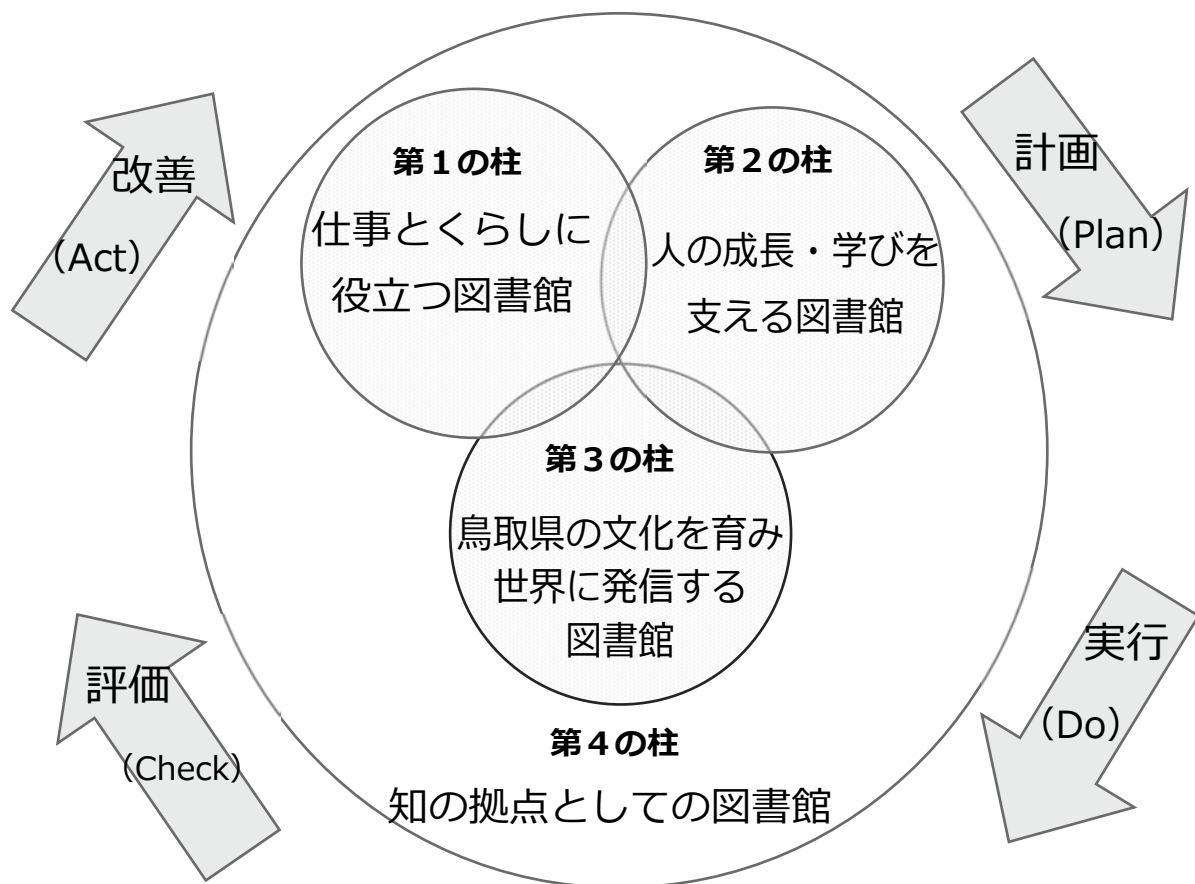 改善
（Act）
計画
（Plan）
第１の柱
仕事とくらしに
役立つ図書館
第２の柱
人の成長・学びを
支える図書館
第３の柱
鳥取県の文化を育み
世界に発信する
図書館
評価
（Check）
実行
（Do）
第４の柱
知の拠点としての図書館